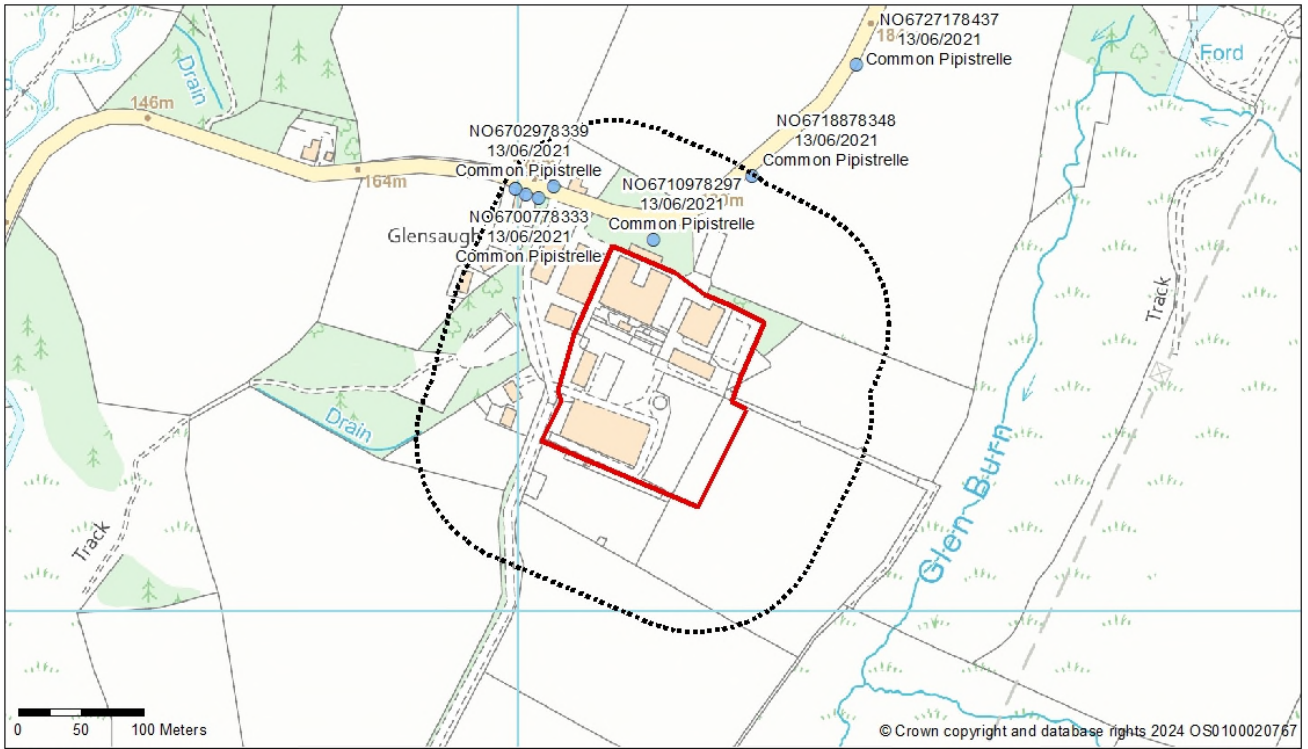 NO6727178437
13/06/2021
Common Pipistrelle
Ford
Drain
146m
NO6702978339
13/06/2021
Common Pipistrelle
NO6718878348
13/06/2021
Common Pipistrelle
164m
NO6710978297
13/06/2021
Common Pipistrelle
NO6700778333
13/06/2021
Common Pipistrelle
Glensaugh
Track
Drain
Glen Burn
Track
0 50 100 Meters
© Crown copyright and database rights 2024 OS0100020767